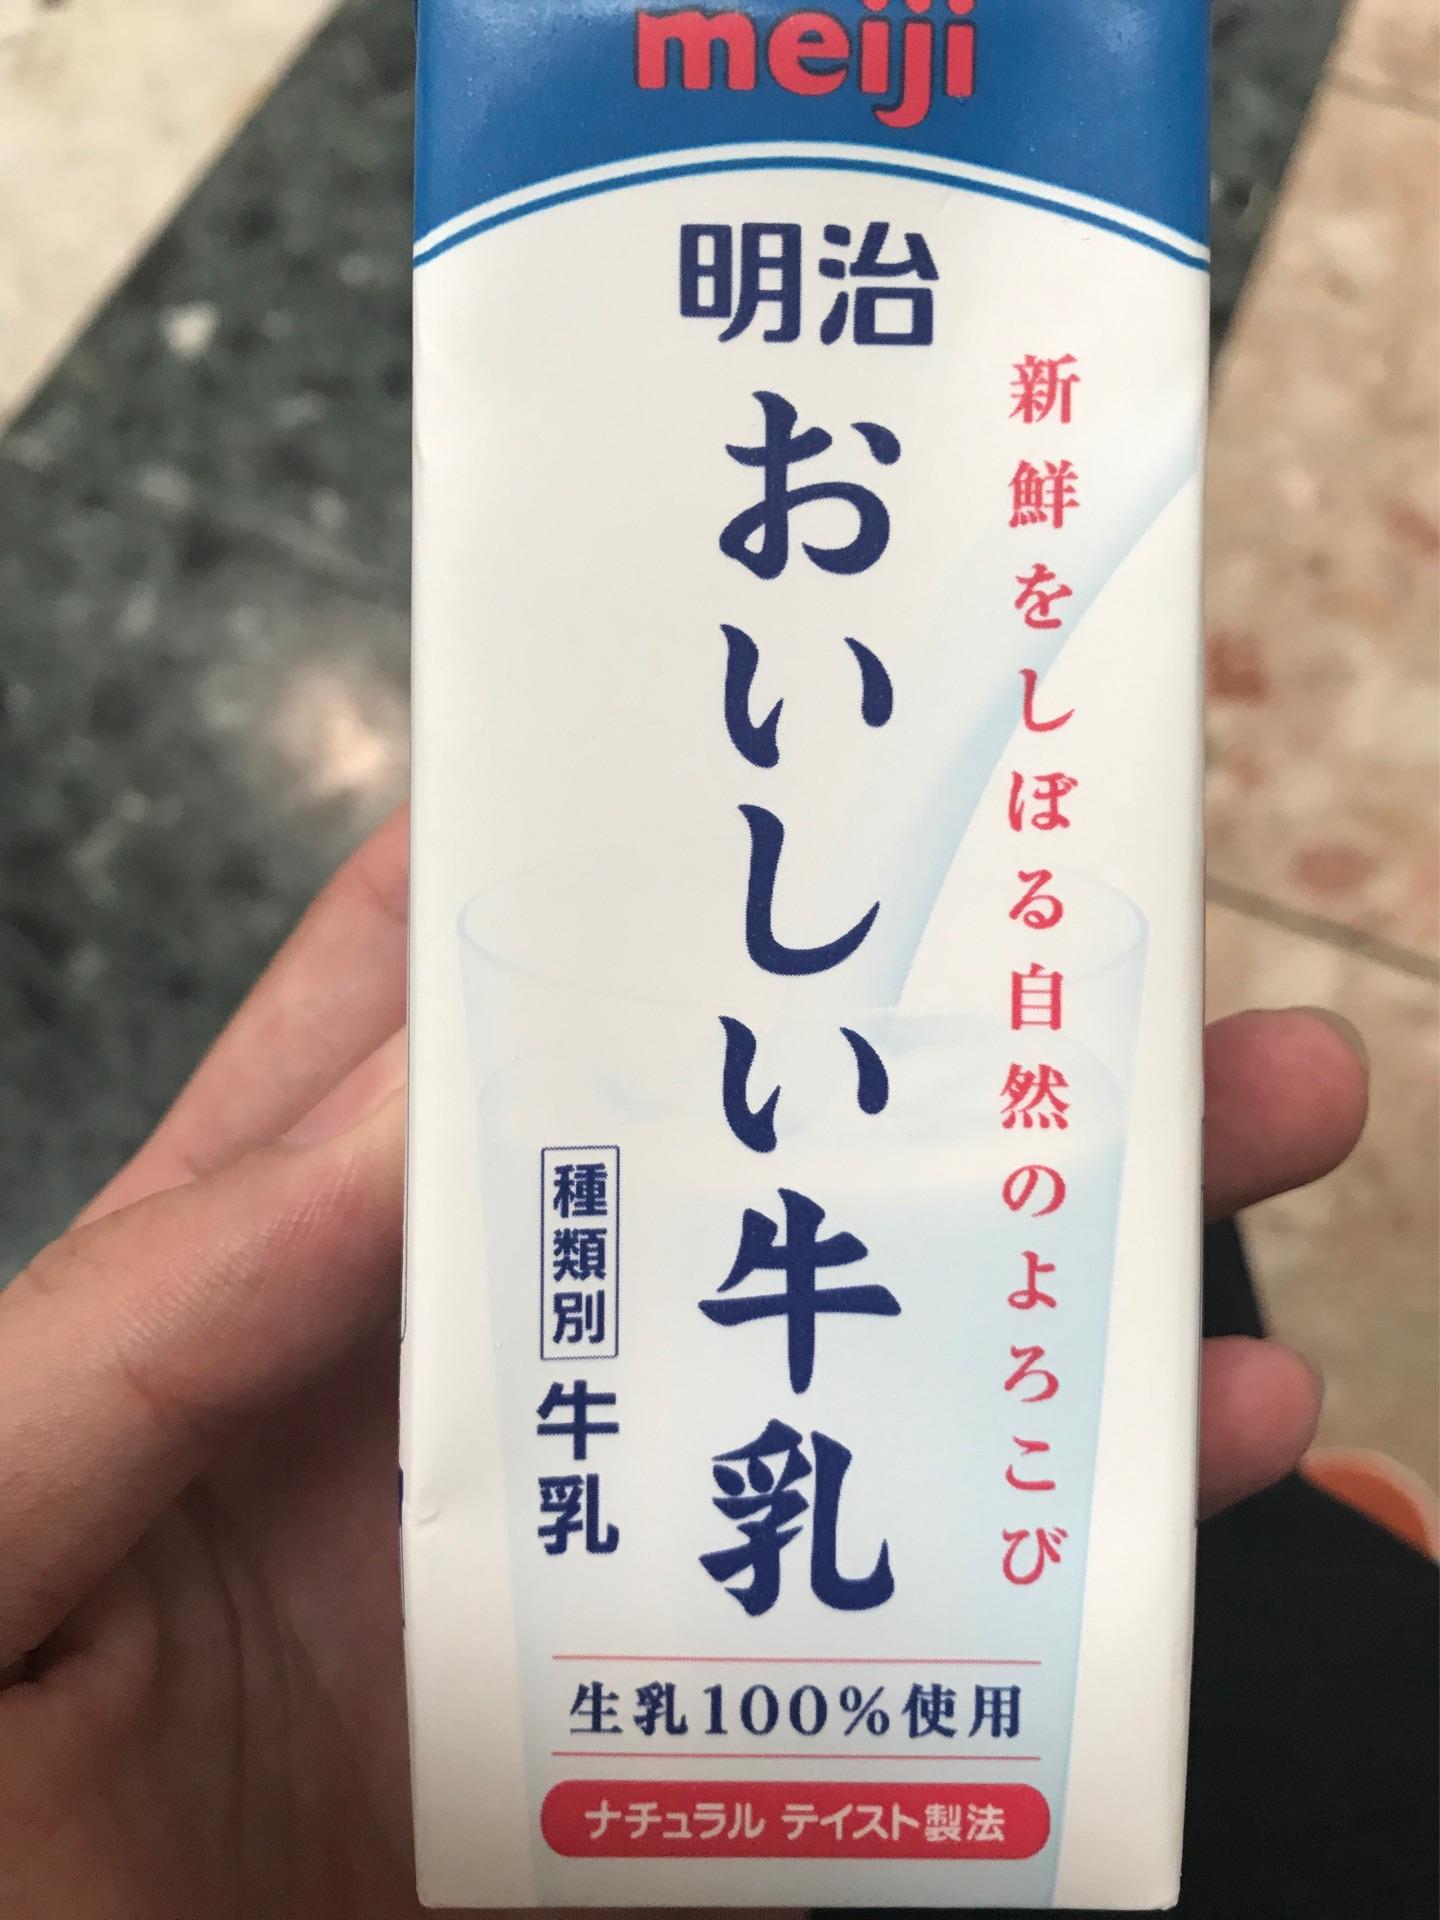 meiji
明治
おいしい牛乳
新鮮をしぼる自然のよろこび
種類別
牛乳
生乳100%使用
ナチュラル テイスト製法